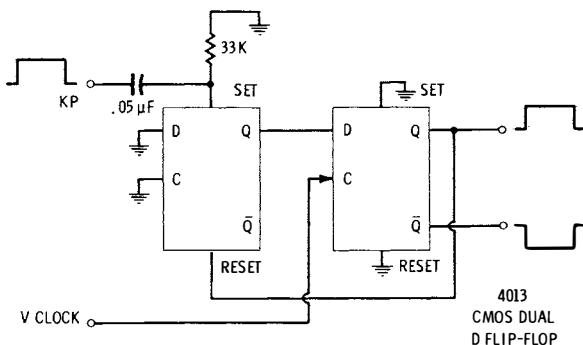 33K
KP
.05 µF
SET
SET
D Q
D Q
C
C
Q̅
Q̅
RESET
RESET
V CLOCK
4013
CMOS DUAL
D FLIP-FLOP